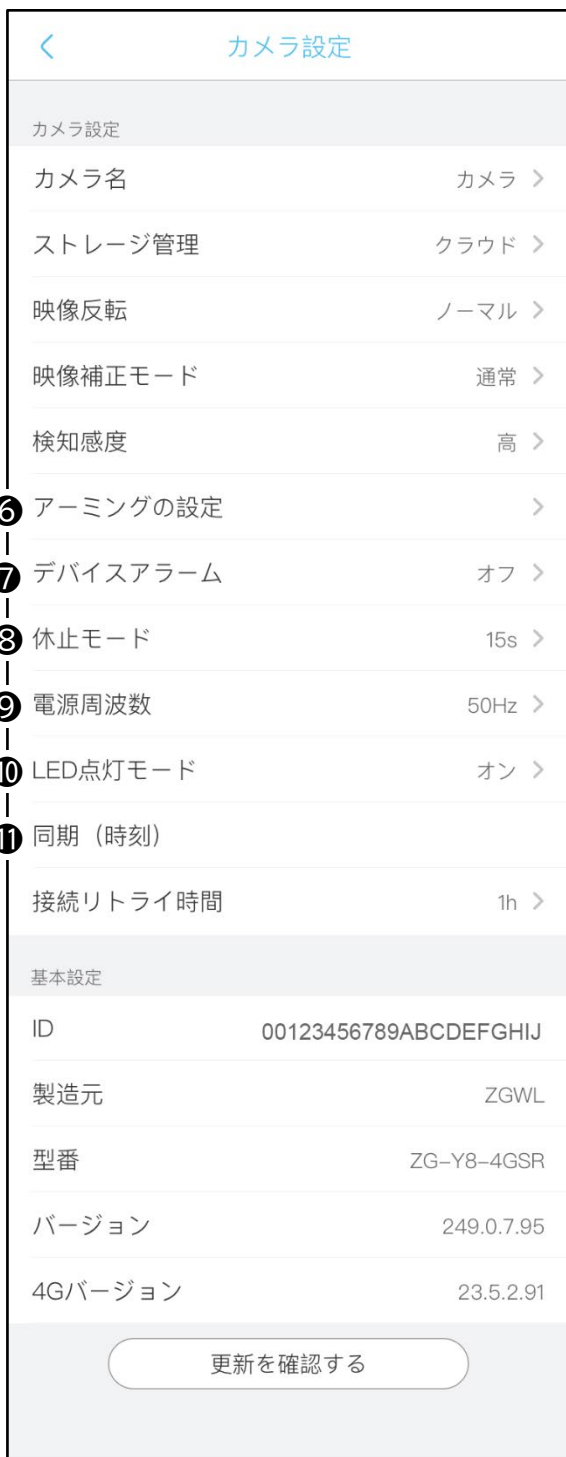 カメラ設定
カメラ設定
カメラ名 カメラ >
ストレージ管理 クラウド >
映像反転 ノーマル >
映像補正モード 通常 >
検知感度 高 >
❻ アーミングの設定 >
❼ デバイスアラーム オフ >
❽ 休止モード 15s >
❾ 電源周波数 50Hz >
❿ LED点灯モード オン >
⓫ 同期（時刻）
接続リトライ時間 1h >
基本設定
ID 00123456789ABCDEFGHIJ
製造元 ZGWL
型番 ZG-Y8-4GSR
バージョン 249.0.7.95
4Gバージョン 23.5.2.91
更新を確認する